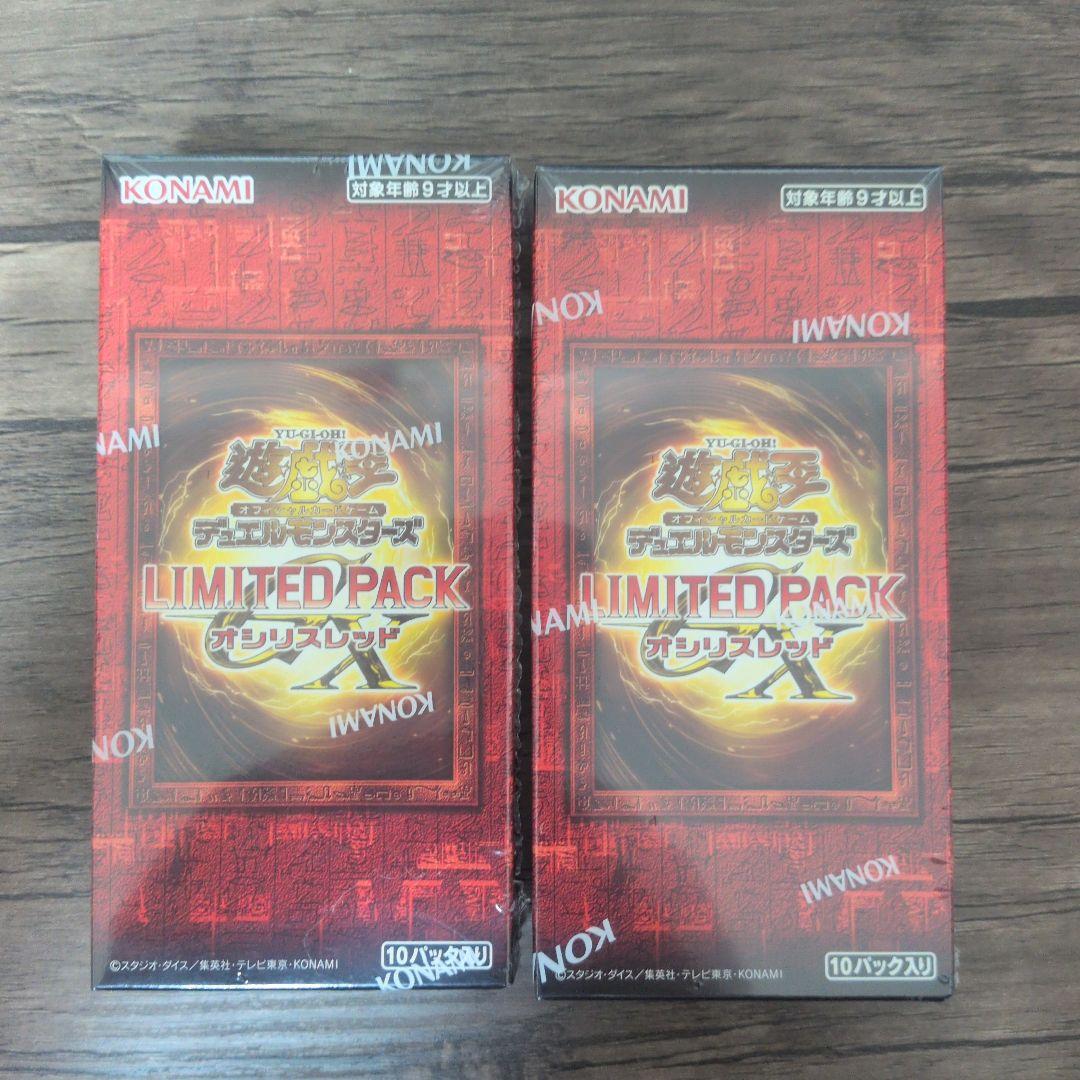 KONAMI
対象年齢9才以上
KONAMI
KONAMI
KONAMI
YU-GI-OH!
遊戯王
オフィシャルカードゲーム
デュエルモンスターズ
LIMITED PACK
GX
オシリスレッド
KONAMI
KONAMI
10パック入り
©スタジオ・ダイス/集英社・テレビ東京・KONAMI
KONAMI
KONAMI
対象年齢9才以上
KONAMI
KONAMI
YU-GI-OH!
遊戯王
オフィシャルカードゲーム
デュエルモンスターズ
LIMITED PACK
KONAMI
KONAMI
GX
オシリスレッド
KONAMI
KONAMI
10パック入り
©スタジオ・ダイス/集英社・テレビ東京・KONAMI